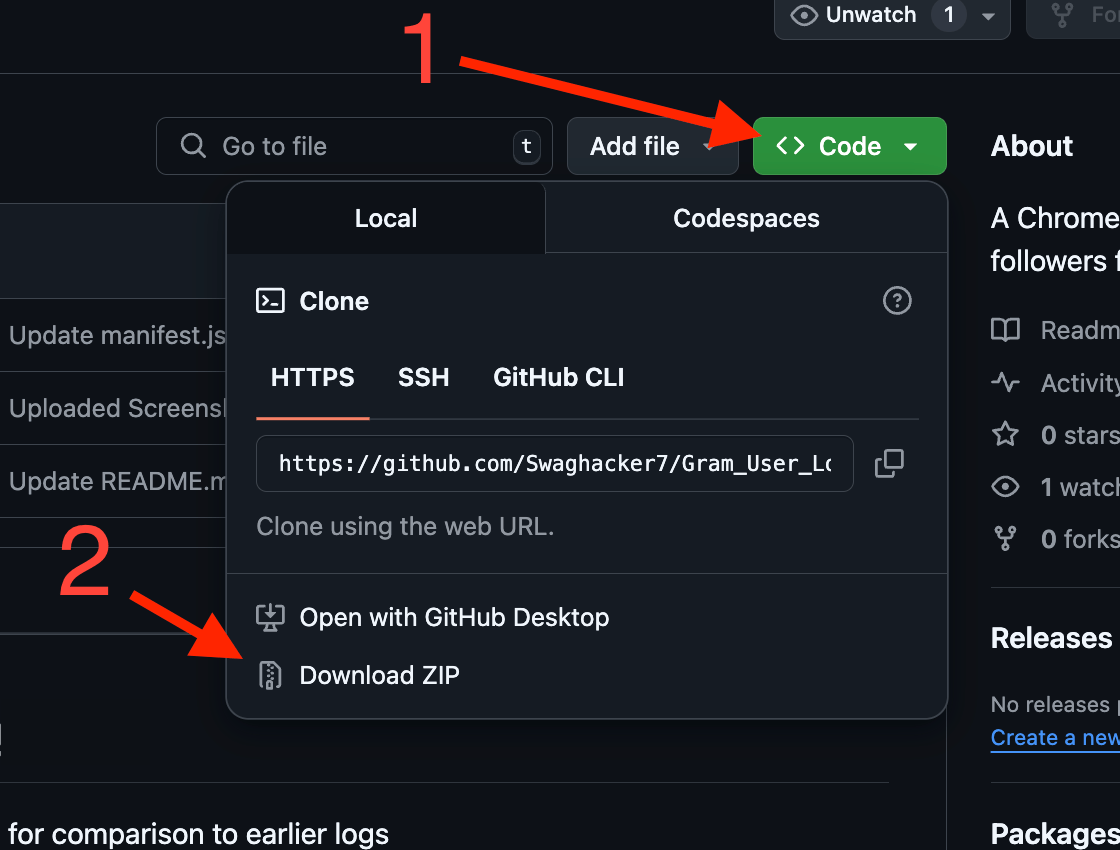 Unwatch 1
1
Go to file t
Add file
Code
About
Local
Codespaces
A Chrome
followers
Clone
Update manifest.js
Readm
HTTPS
SSH
GitHub CLI
Activity
Uploaded Screens
0 stars
https://github.com/Swaghacker7/Gram_User_Lo
Update README.m
1 watch
Clone using the web URL.
0 forks
2
Open with GitHub Desktop
Releases
Download ZIP
No releases
Create a new
for comparison to earlier logs
Packages